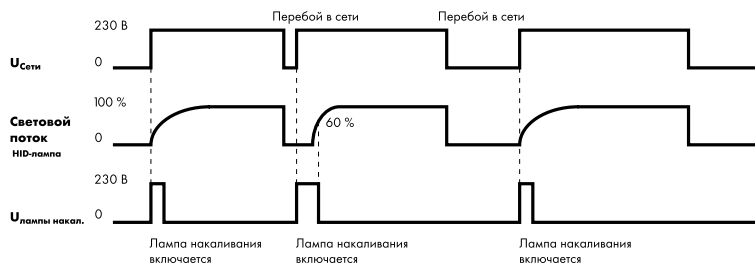 Перебой в сети
Перебой в сети
230 В
UСети
0
100 %
Световой
поток
HID-лампа
0
60 %
230 В
Uлампы накал.
0
Лампа накаливания
включается
Лампа накаливания
включается
Лампа накаливания
включается